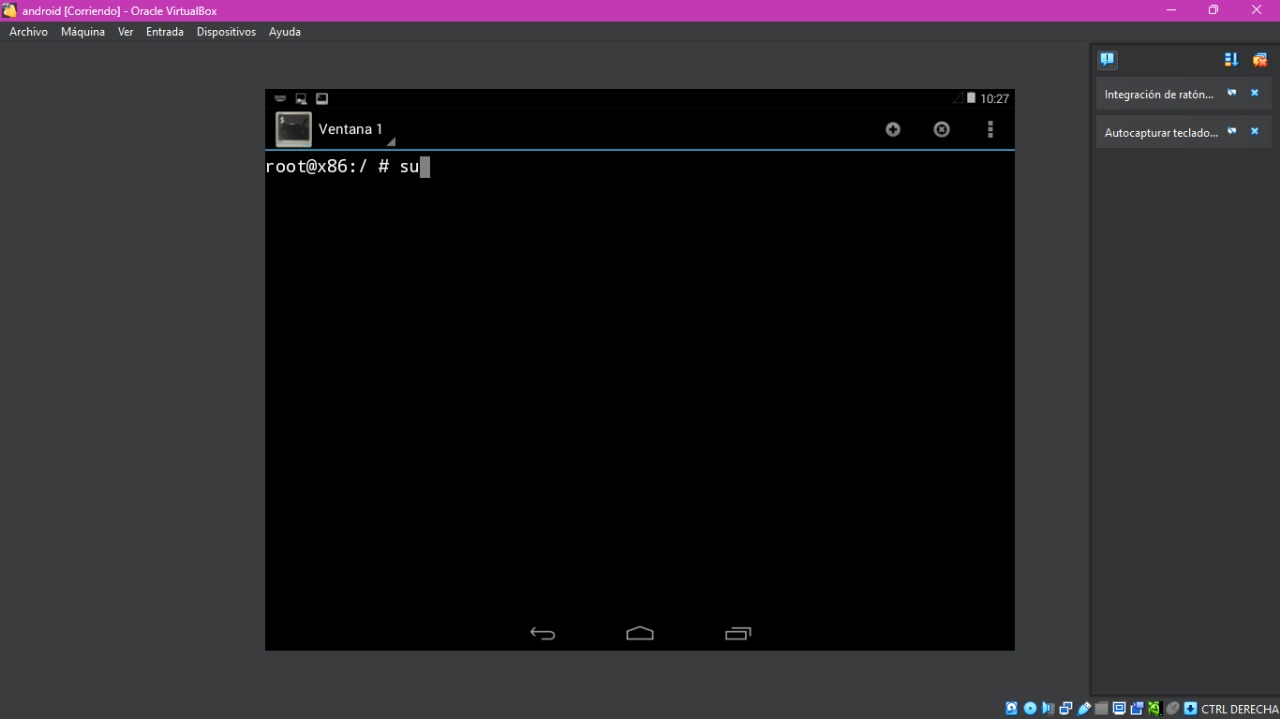 android [Corriendo] - Oracle VirtualBox
Archivo Máquina Ver Entrada Dispositivos Ayuda
Integración de ratón...
Autocapturar teclado...
10:27
Ventana 1
root@x86:/ # su
CTRL DERECHA